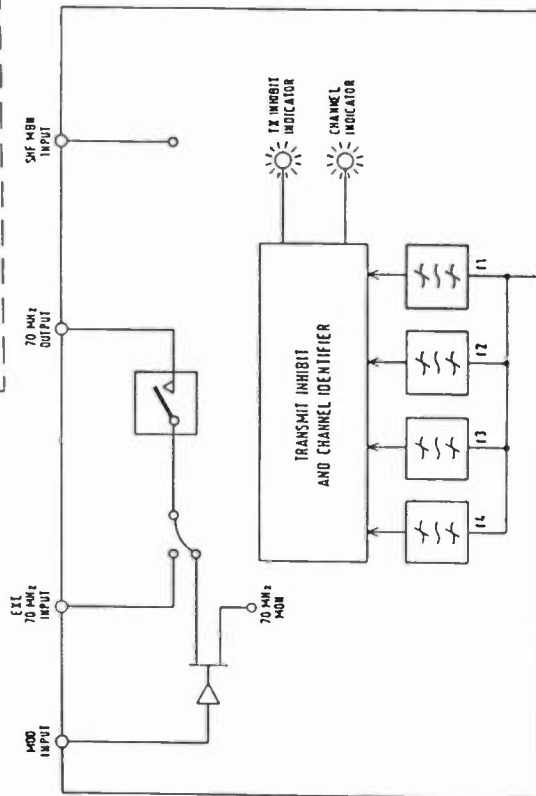 MOD
INPUT
EXT
70 MHz
INPUT
70 MHz
OUTPUT
SHF MON
INPUT
70 MHz
MON
TX INHIBIT
INDICATOR
CHANNEL
INDICATOR
TRANSMIT INHIBIT
AND CHANNEL IDENTIFIER
f4
f3
f2
f1